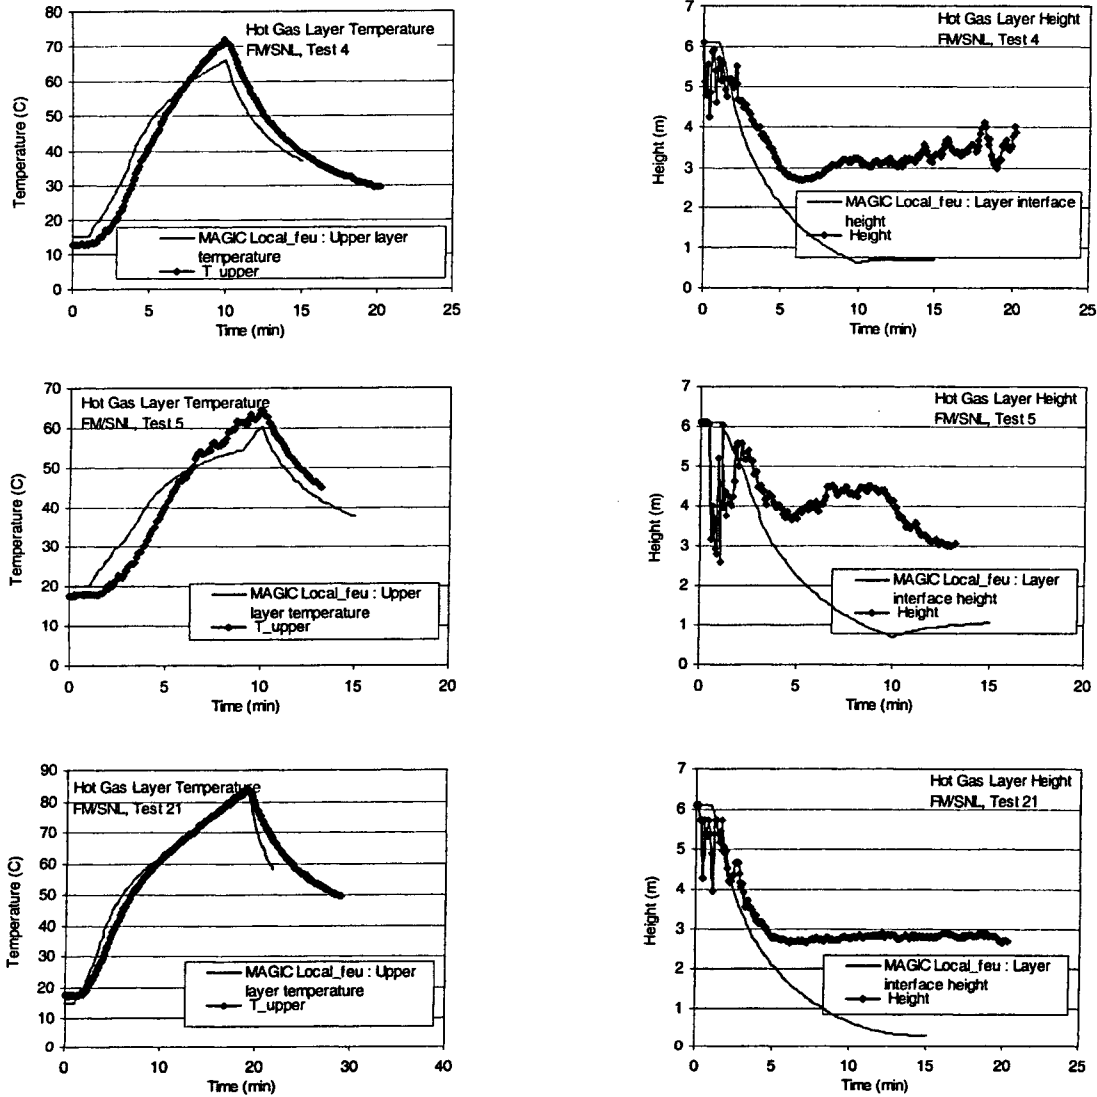 Hot Gas Layer Temperature
FM/SNL, Test 4
Temperature (C)
80
70
60
50
40
30
20
10
0
MAGIC Local_feu : Upper layer
temperature
T_upper
0 5 10 15 20 25
Time (min)
Hot Gas Layer Height
FM/SNL, Test 4
Height (m)
7
6
5
4
3
2
1
0
MAGIC Local_feu : Layer interface
height
Height
0 5 10 15 20 25
Time (min)
Hot Gas Layer Temperature
FM/SNL, Test 5
Temperature (C)
70
60
50
40
30
20
10
0
MAGIC Local_feu : Upper
layer temperature
T_upper
0 5 10 15 20
Time (min)
Hot Gas Layer Height
FM/SNL, Test 5
Height (m)
7
6
5
4
3
2
1
0
MAGIC Local_feu : Layer
interface height
Height
0 5 10 15 20
Time (min)
Hot Gas Layer Temperature
FM/SNL, Test 21
Temperature (C)
90
80
70
60
50
40
30
20
10
0
MAGIC Local_feu : Upper
layer temperature
T_upper
0 10 20 30 40
Time (min)
Hot Gas Layer Height
FM/SNL, Test 21
Height (m)
7
6
5
4
3
2
1
0
MAGIC Local_feu : Layer
interface height
Height
0 5 10 15 20 25
Time (min)